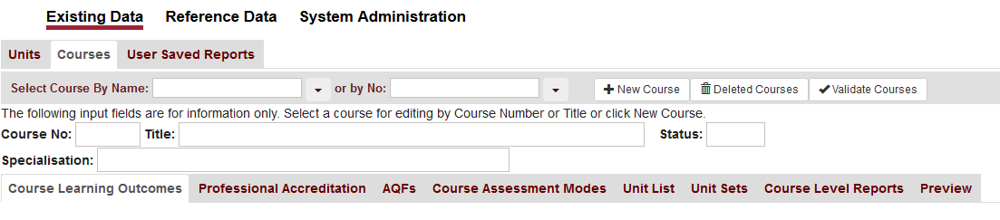 Existing Data Reference Data System Administration
Units Courses User Saved Reports
Select Course By Name: or by No: New Course Deleted Courses Validate Courses
The following input fields are for information only. Select a course for editing by Course Number or Title or click New Course.
Course No: Title: Status:
Specialisation:
Course Learning Outcomes Professional Accreditation AQFs Course Assessment Modes Unit List Unit Sets Course Level Reports Preview